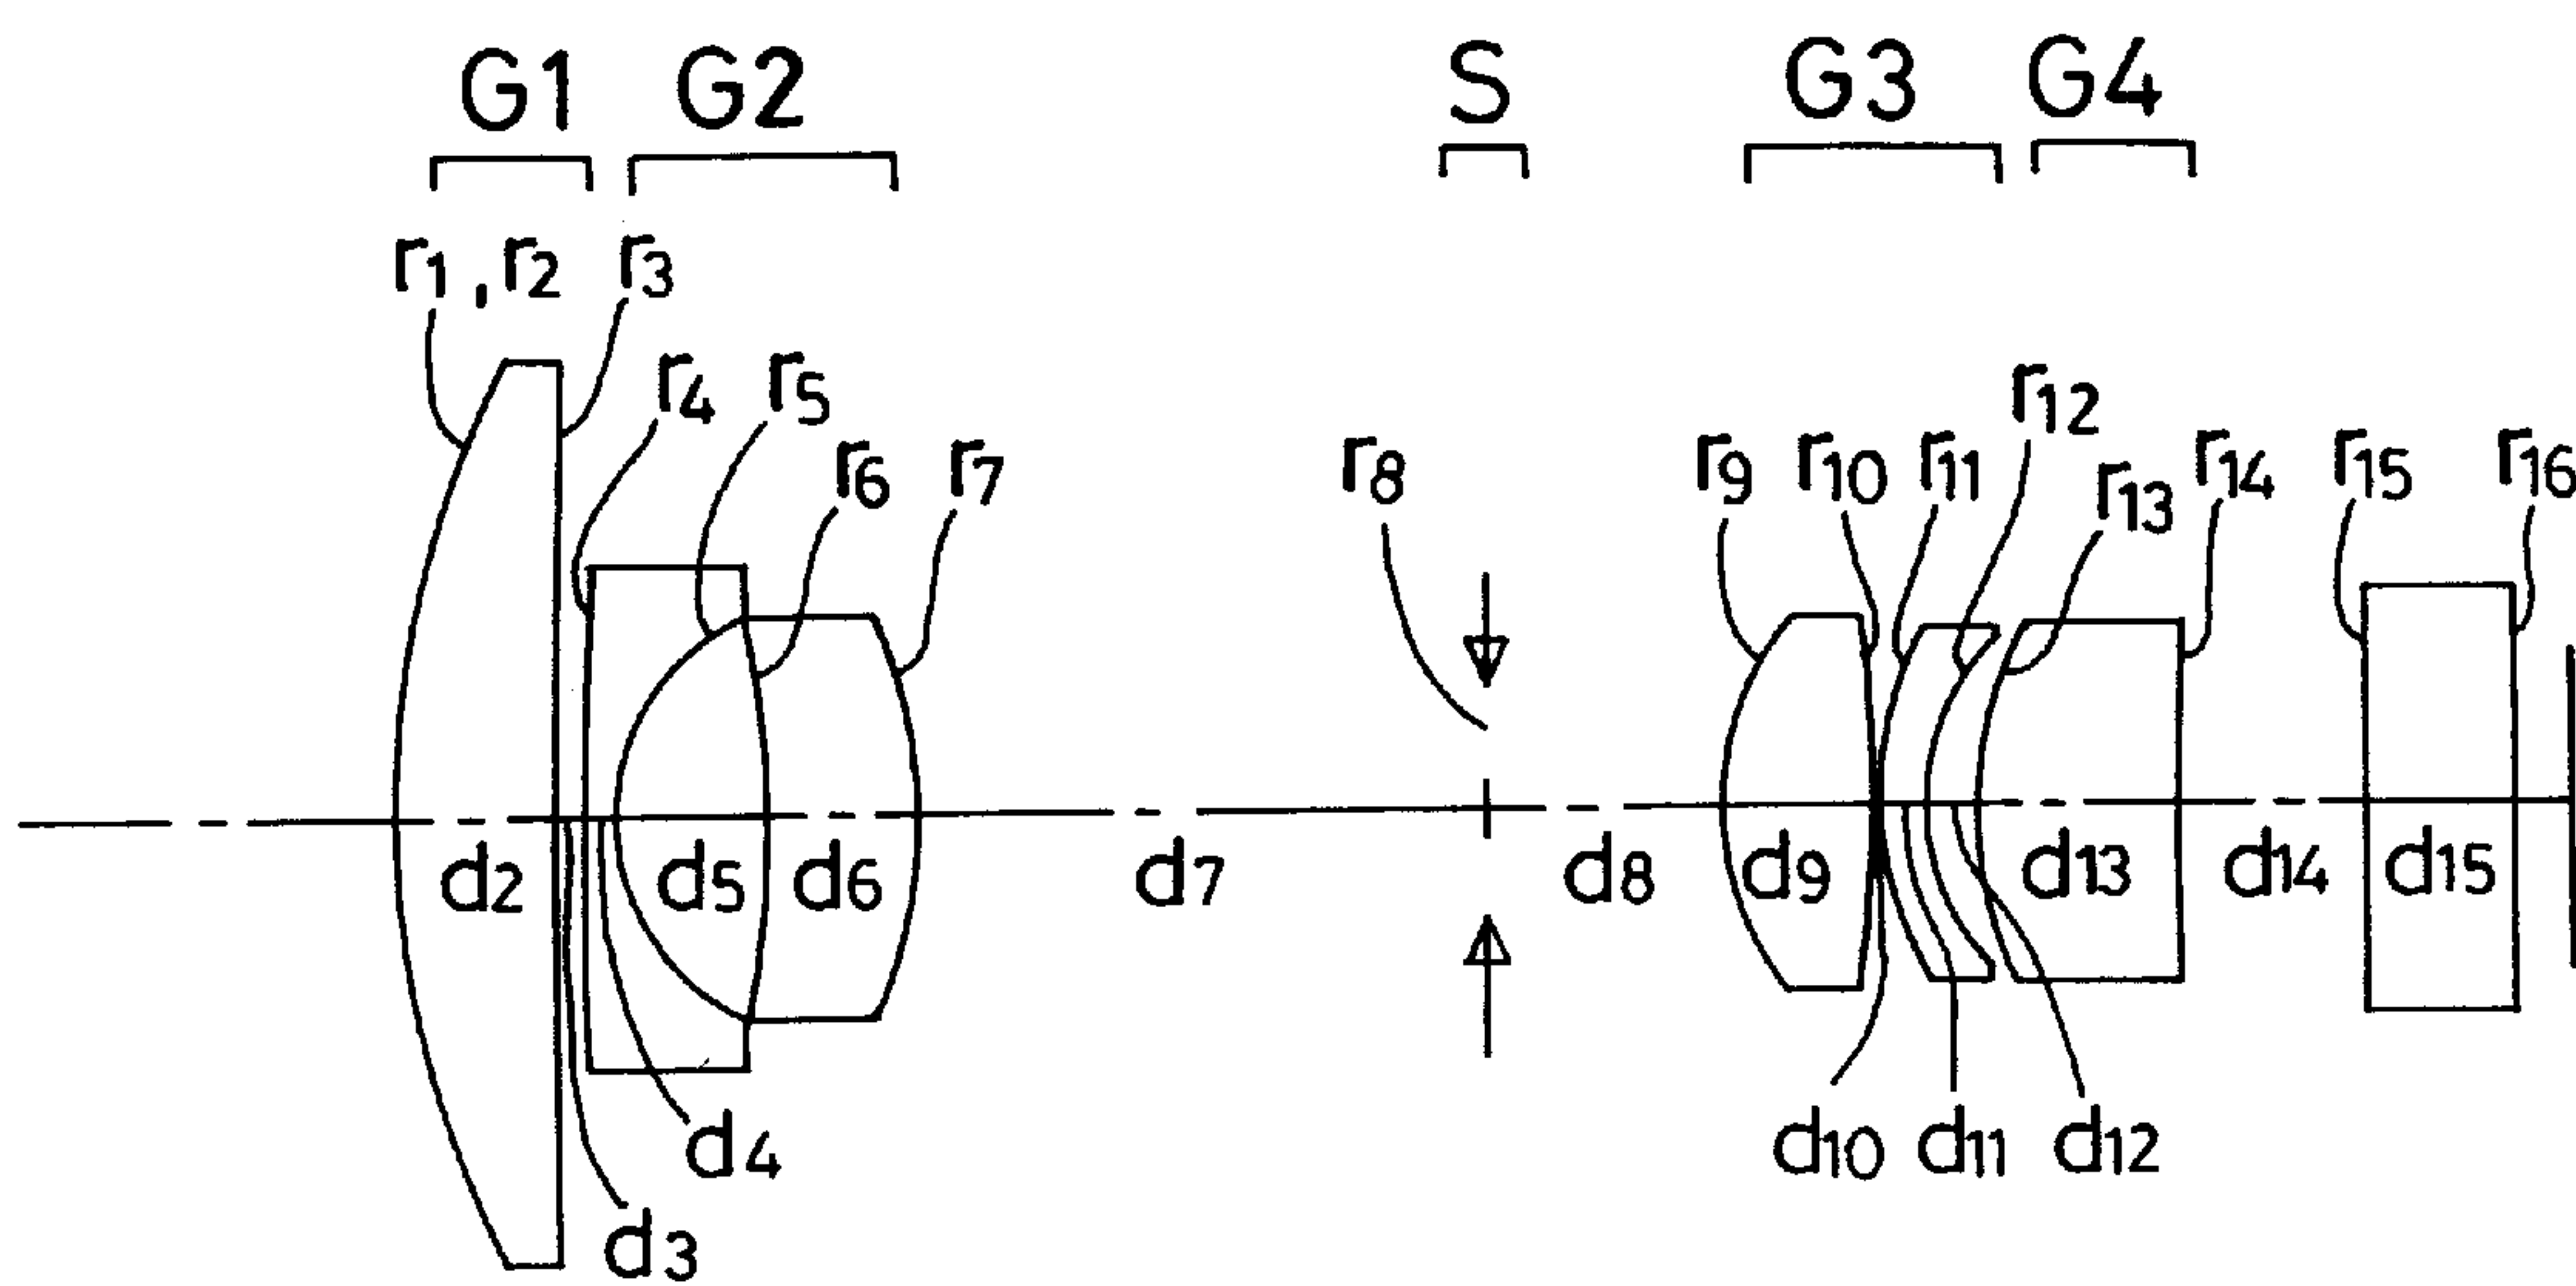 G1 G2 S G3 G4
r1 , r2 r3
r4 r5 r6 r7 r8 r9 r10 r11 r12 r13 r14 r15 r16
d2 d5 d6 d7 d8 d9 d13 d14 d15
d4 d10 d11 d12
d3